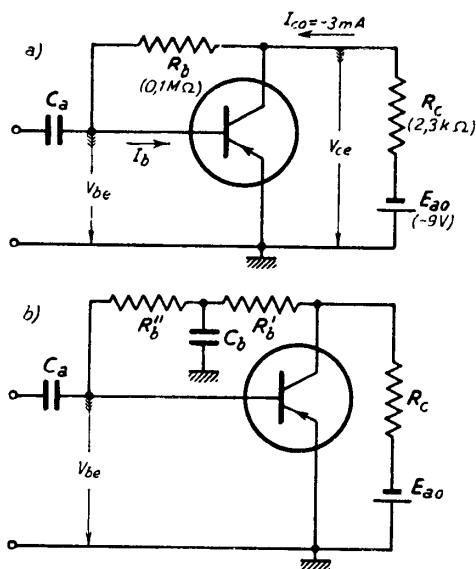 a)
I_co = -3mA
R_b
(0,1MΩ)
C_a
I_b
V_be
V_ce
R_c
(2,3kΩ)
E_ao
(-9V)
b)
R_b''
C_b
R_b'
C_a
V_be
R_c
E_ao